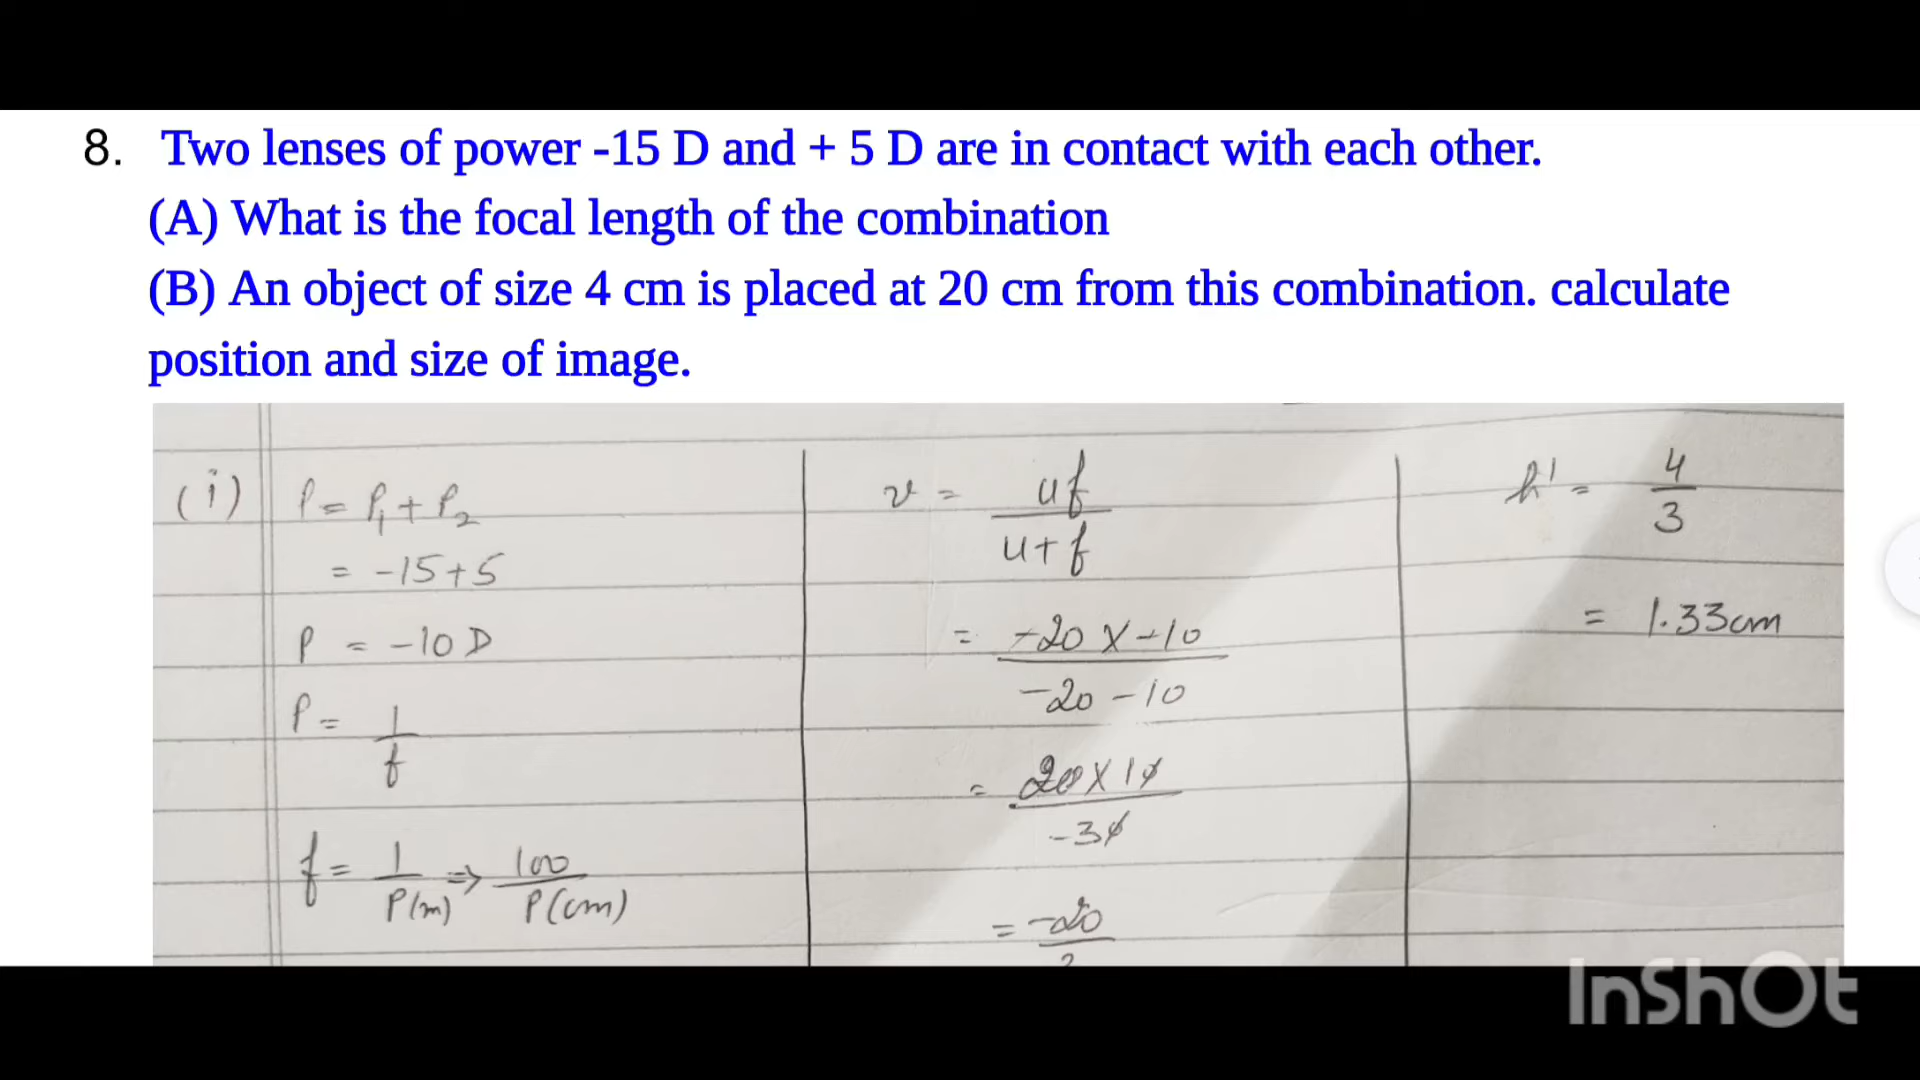 8. Two lenses of power -15 D and + 5 D are in contact with each other.
(A) What is the focal length of the combination
(B) An object of size 4 cm is placed at 20 cm from this combination. calculate
position and size of image.
(i) P = P₁ + P₂
= -15+5
P = -10 D
P = 1/f
f = 1/P(m) ⇒ 100/P(cm)
v = uf/u+f
= -20 X -10/-20 -10
= 20 X 10/-30
= -20/3
h' = 4/3
= 1.33cm
InShOt